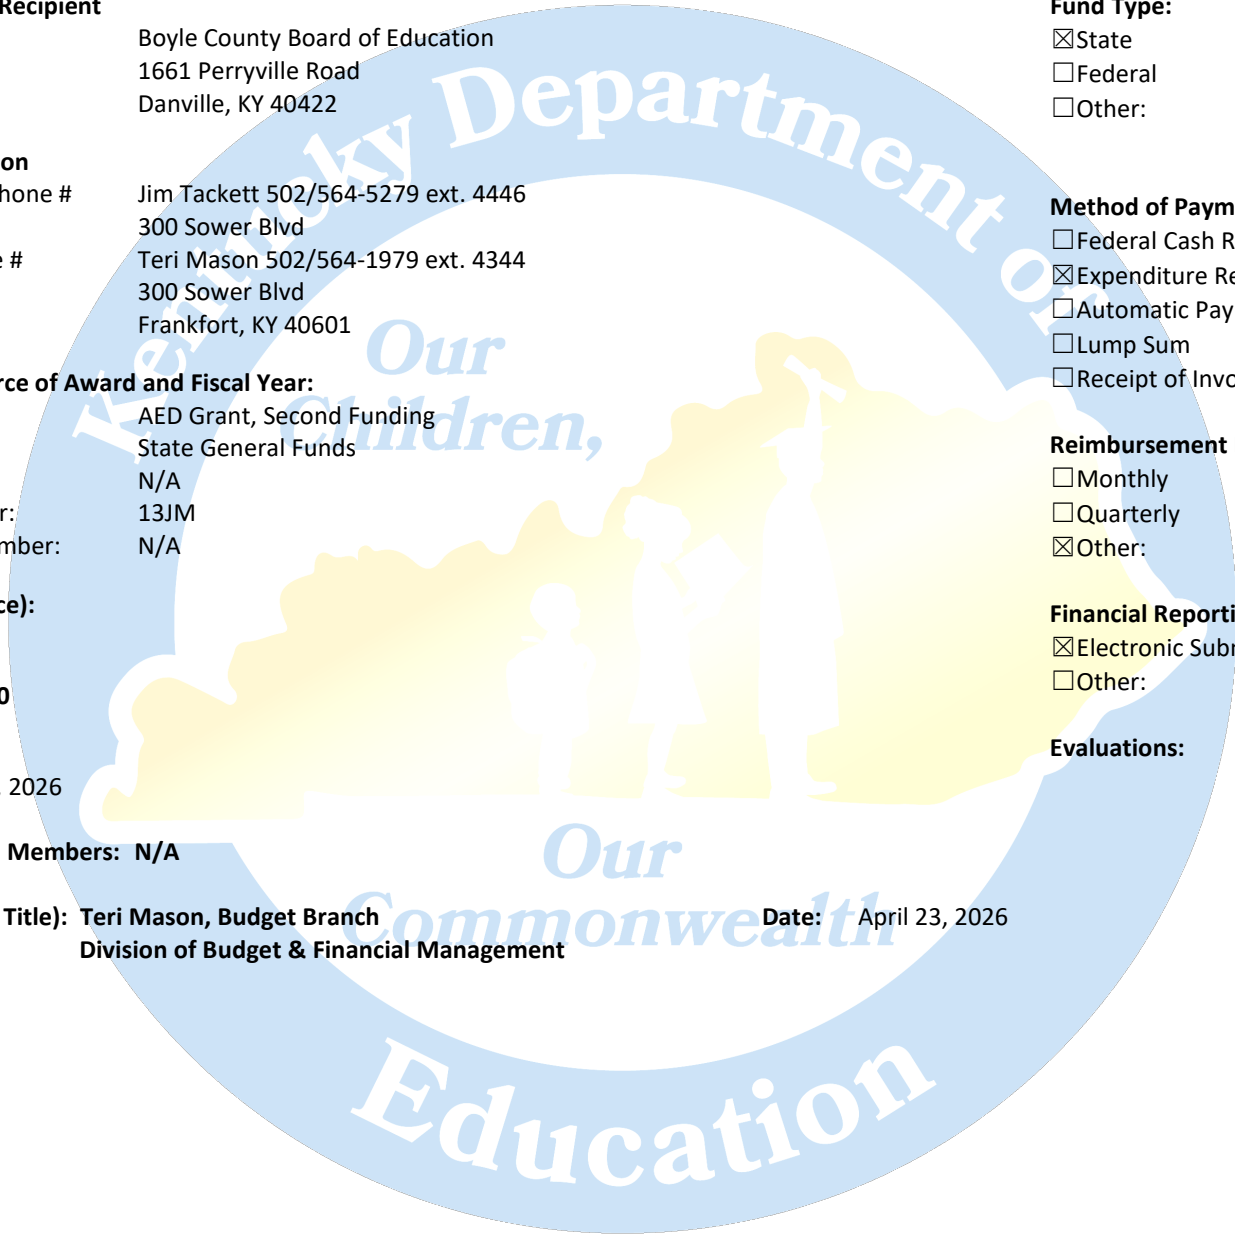 Recipient
Boyle County Board of Education
1661 Perryville Road
Danville, KY 40422
on
hone # Jim Tackett 502/564-5279 ext. 4446
300 Sower Blvd
e # Teri Mason 502/564-1979 ext. 4344
300 Sower Blvd
Frankfort, KY 40601
rce of Award and Fiscal Year:
AED Grant, Second Funding
State General Funds
N/A
r: 13JM
mber: N/A
ce):
0
, 2026
Members: N/A
Title): Teri Mason, Budget Branch Date: April 23, 2026
Division of Budget & Financial Management
Fund Type:
☒State
☐Federal
☐Other:
Method of Paym
☐Federal Cash R
☒Expenditure Re
☐Automatic Pay
☐Lump Sum
☐Receipt of Invo
Reimbursement
☐Monthly
☐Quarterly
☒Other:
Financial Reporti
☒Electronic Subr
☐Other:
Evaluations:
Kentucky Department of
Education
Our
Children,
Our
Commonwealth